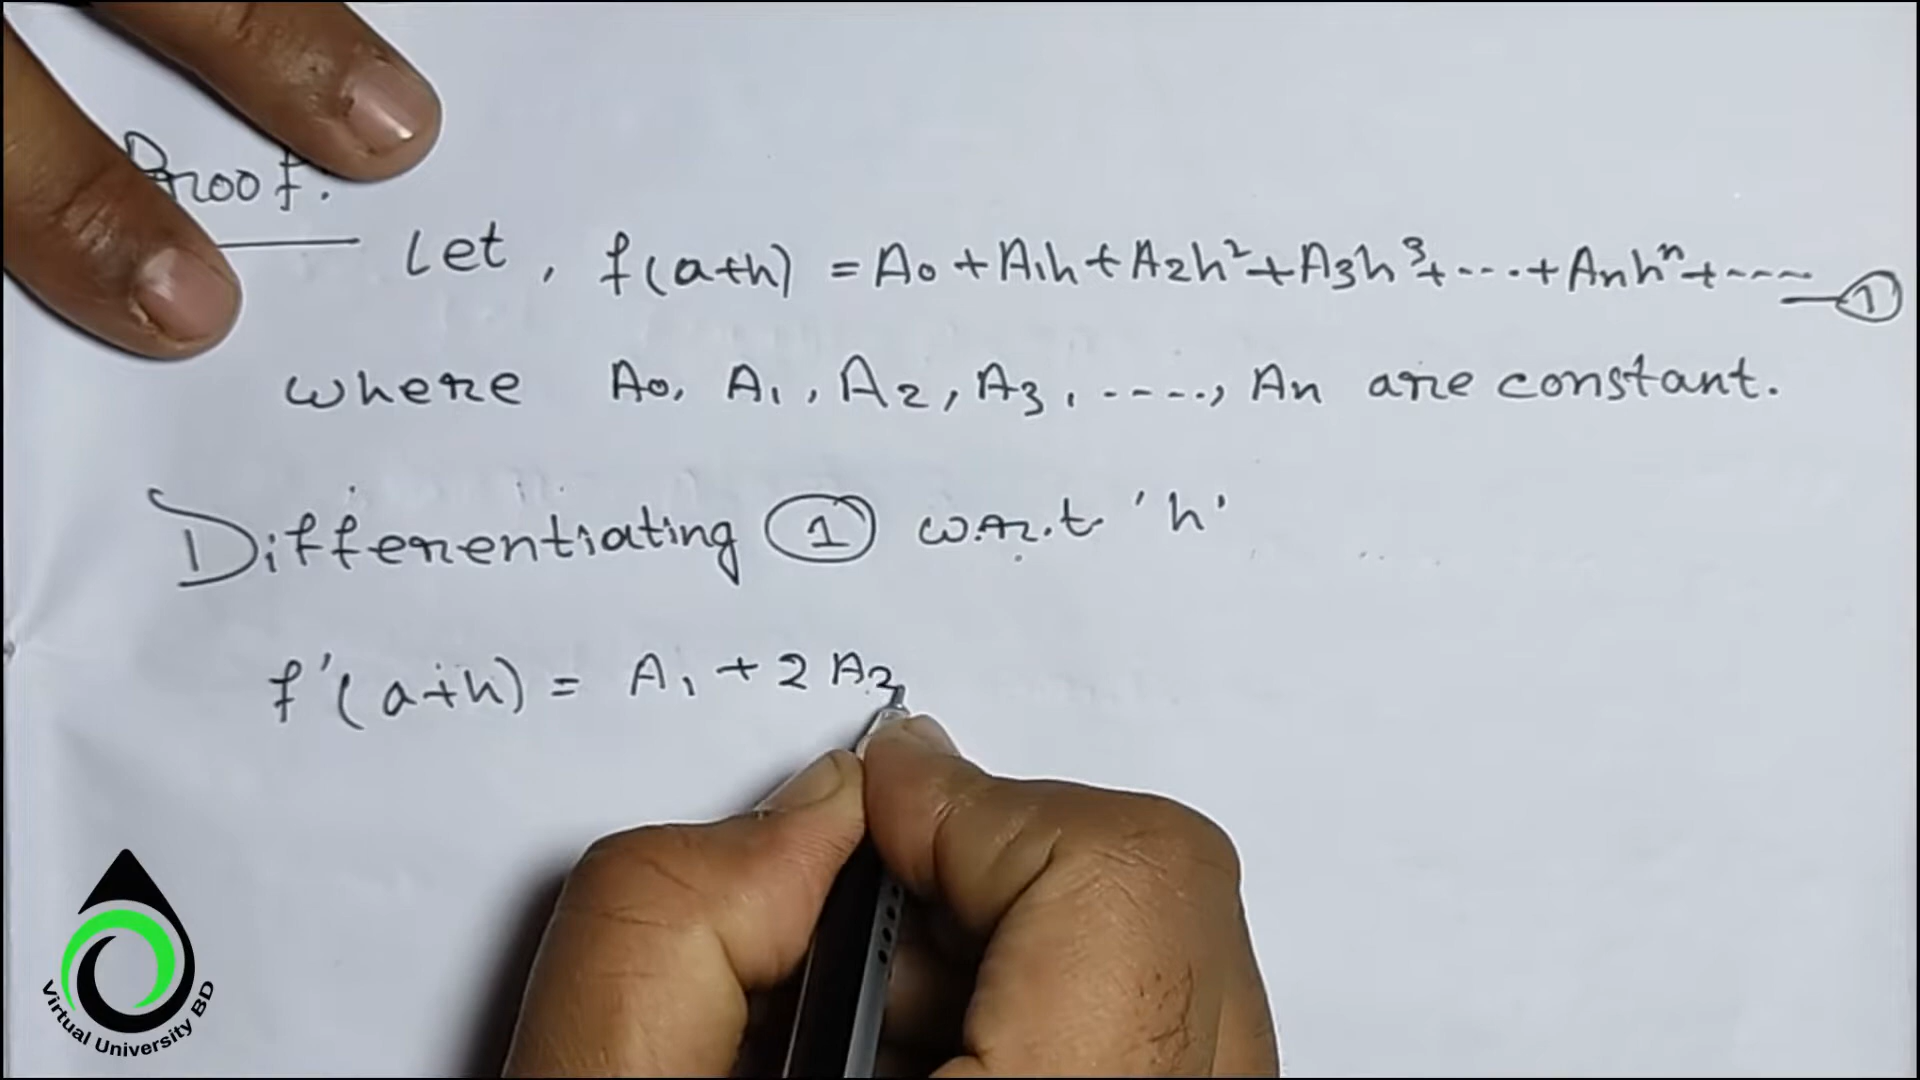 Proof:
Let, f(a+h) = A₀ + A₁h + A₂h² + A₃h³ + ... + Aₙhⁿ + ---- —①
where A₀, A₁, A₂, A₃, ----, Aₙ are constant.
Differentiating ① w.r.t 'h'
f'(a+h) = A₁ + 2A₂
Virtual University BD